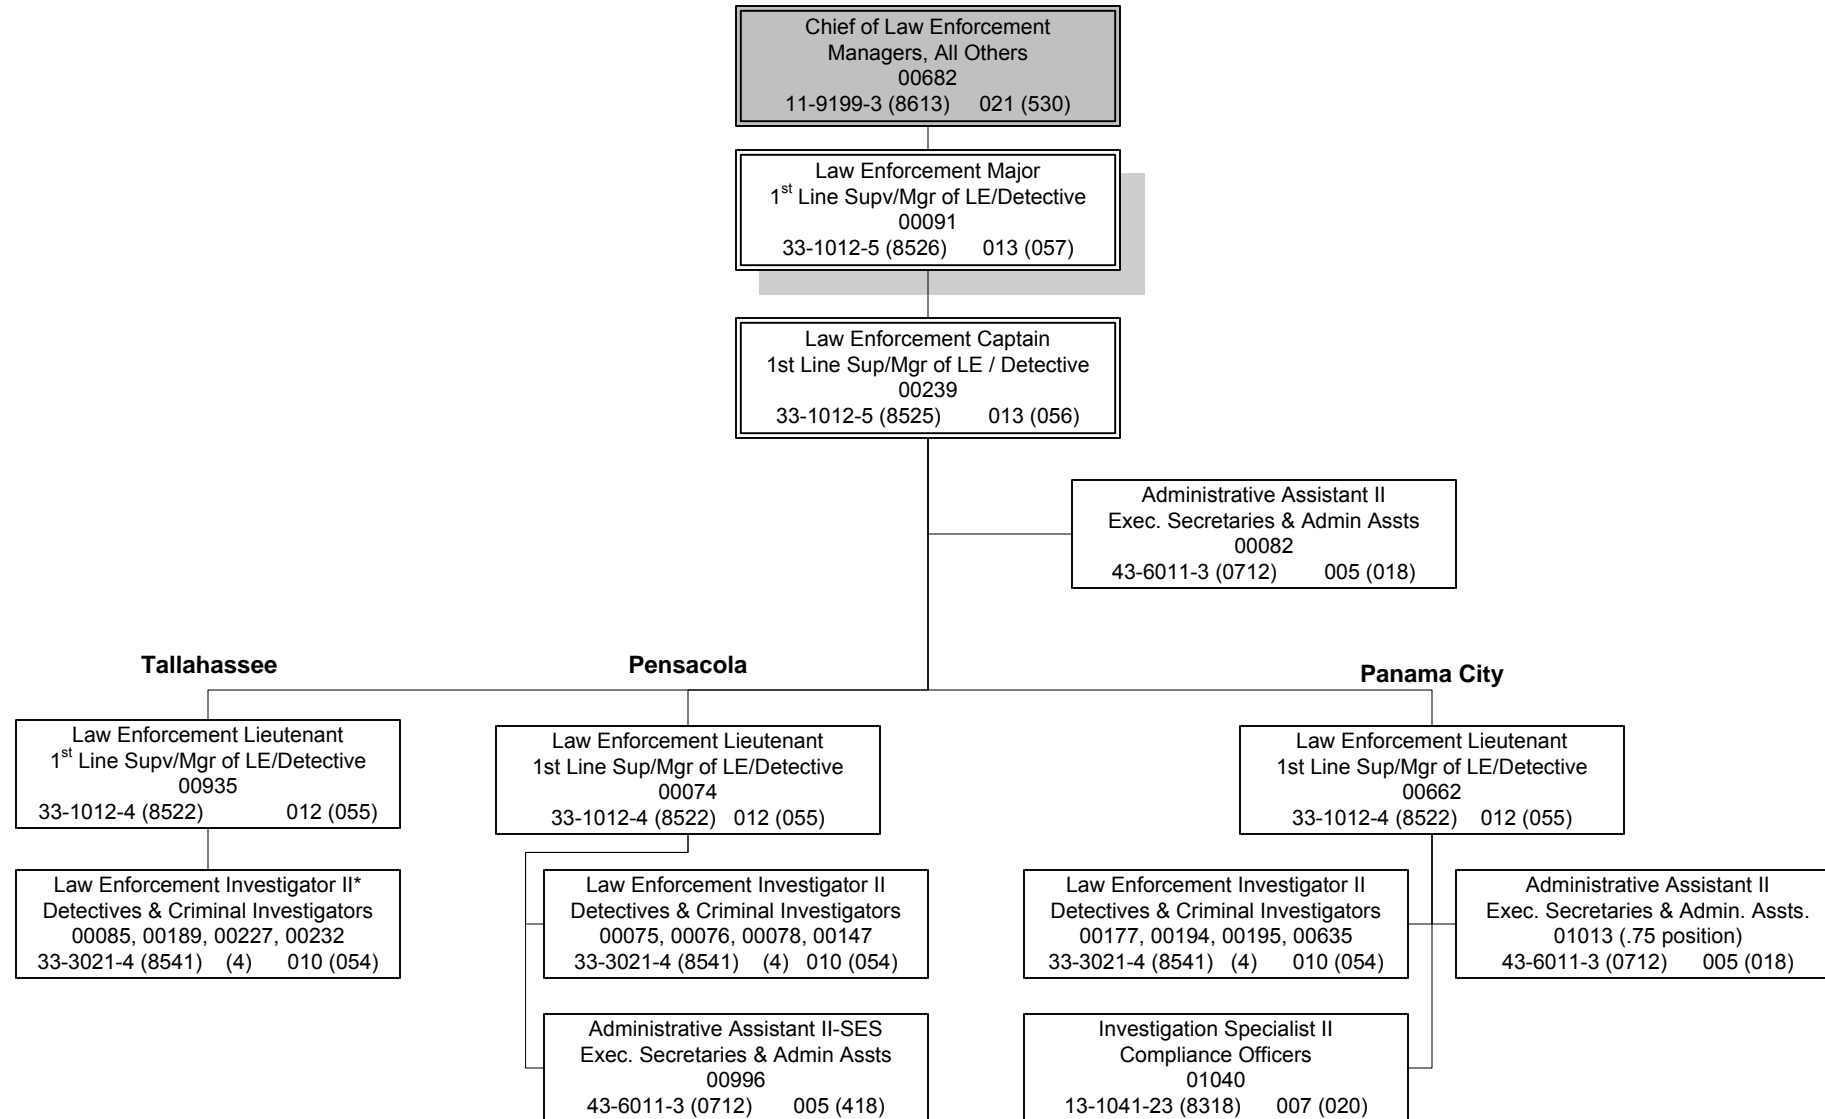 Chief of Law Enforcement
Managers, All Others
00682
11-9199-3 (8613) 021 (530)
Law Enforcement Major
1st Line Supv/Mgr of LE/Detective
00091
33-1012-5 (8526) 013 (057)
Law Enforcement Captain
1st Line Sup/Mgr of LE / Detective
00239
33-1012-5 (8525) 013 (056)
Administrative Assistant II
Exec. Secretaries & Admin Assts
00082
43-6011-3 (0712) 005 (018)
Tallahassee
Law Enforcement Lieutenant
1st Line Supv/Mgr of LE/Detective
00935
33-1012-4 (8522) 012 (055)
Law Enforcement Investigator II*
Detectives & Criminal Investigators
00085, 00189, 00227, 00232
33-3021-4 (8541) (4) 010 (054)
Pensacola
Law Enforcement Lieutenant
1st Line Sup/Mgr of LE/Detective
00074
33-1012-4 (8522) 012 (055)
Law Enforcement Investigator II
Detectives & Criminal Investigators
00075, 00076, 00078, 00147
33-3021-4 (8541) (4) 010 (054)
Administrative Assistant II-SES
Exec. Secretaries & Admin Assts
00996
43-6011-3 (0712) 005 (418)
Panama City
Law Enforcement Lieutenant
1st Line Sup/Mgr of LE/Detective
00662
33-1012-4 (8522) 012 (055)
Law Enforcement Investigator II
Detectives & Criminal Investigators
00177, 00194, 00195, 00635
33-3021-4 (8541) (4) 010 (054)
Administrative Assistant II
Exec. Secretaries & Admin. Assts.
01013 (.75 position)
43-6011-3 (0712) 005 (018)
Investigation Specialist II
Compliance Officers
01040
13-1041-23 (8318) 007 (020)